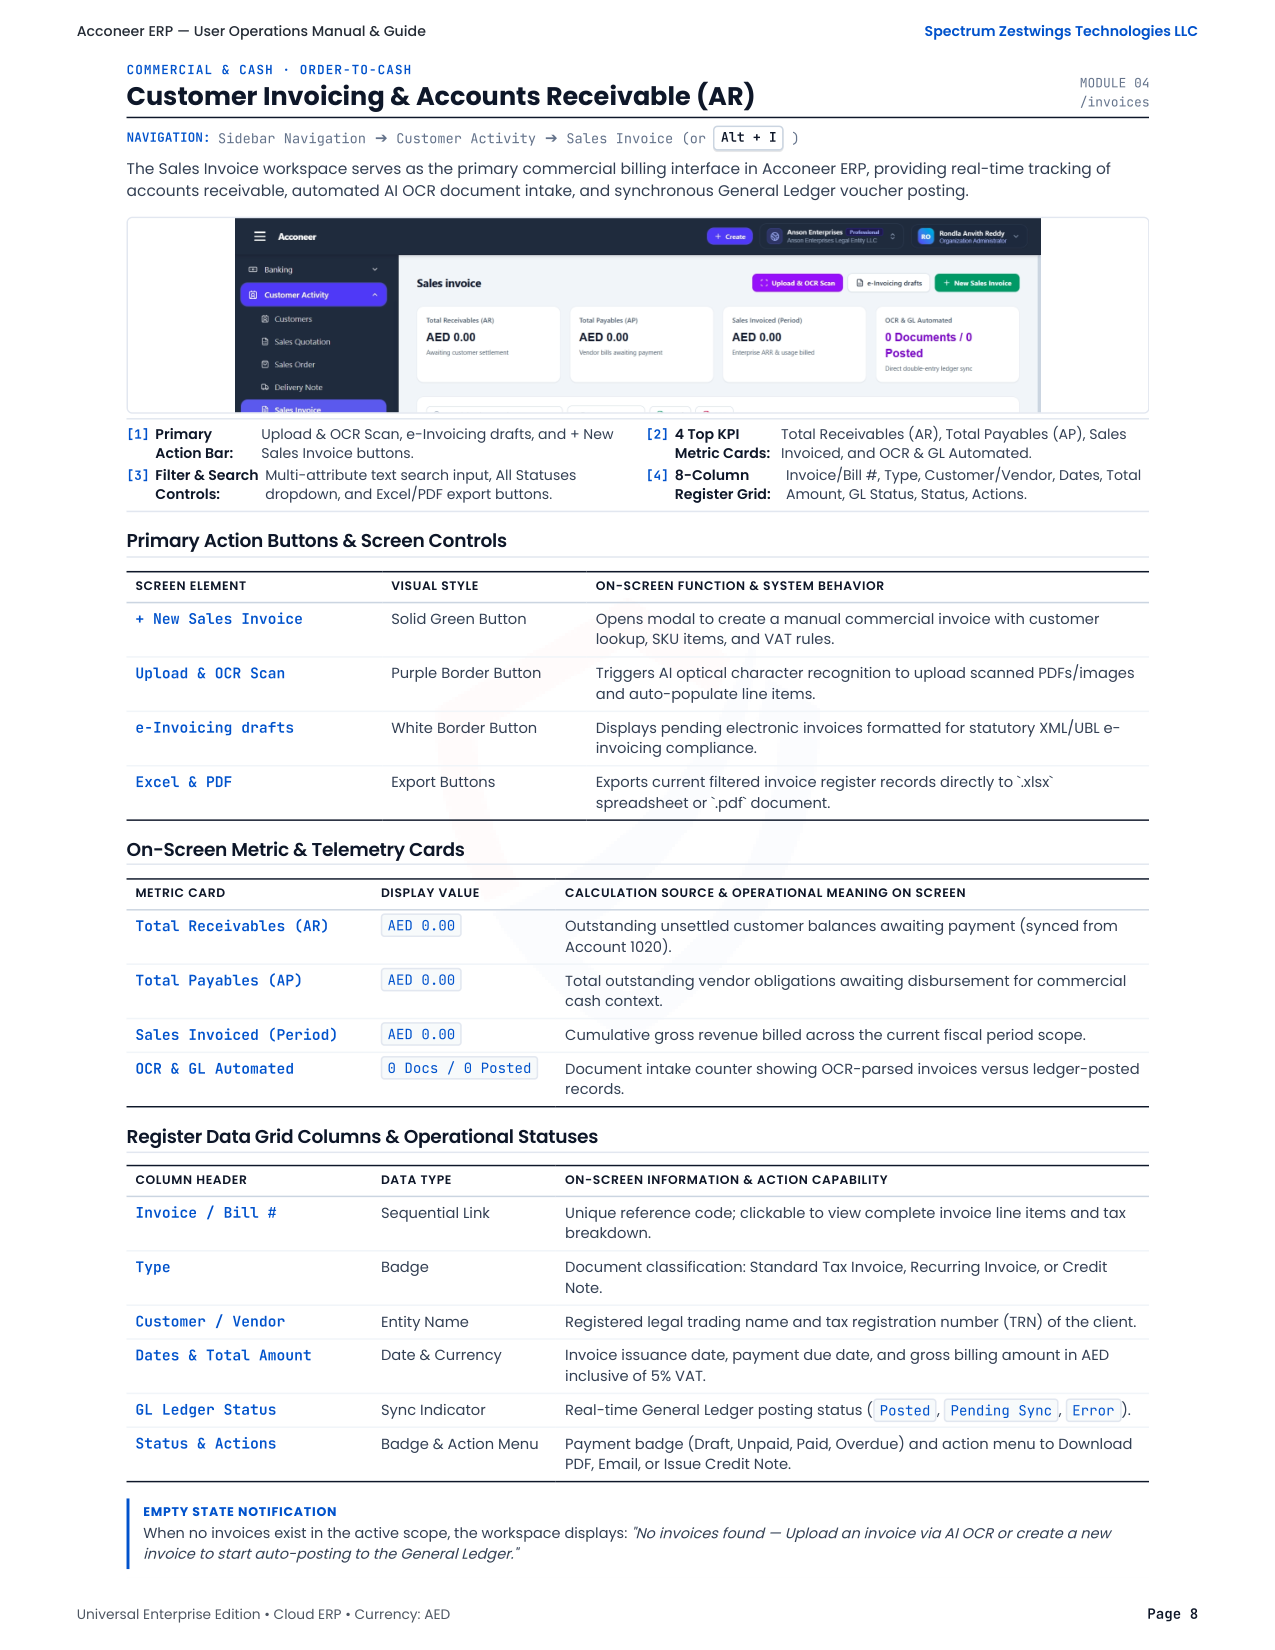 Acconeer ERP — User Operations Manual & Guide
Spectrum Zestwings Technologies LLC
COMMERCIAL & CASH · ORDER-TO-CASH
Customer Invoicing & Accounts Receivable (AR)
MODULE 04
/invoices
NAVIGATION: Sidebar Navigation → Customer Activity → Sales Invoice (or Alt + I )
The Sales Invoice workspace serves as the primary commercial billing interface in Acconeer ERP, providing real-time tracking of
accounts receivable, automated AI OCR document intake, and synchronous General Ledger voucher posting.
Acconeer
+ Create
Anson Enterprises Professional
Anson Enterprises Legal Entity LLC
RO
Rondla Anvith Reddy
Organization Administrator
Banking
Customer Activity
Customers
Sales Quotation
Sales Order
Delivery Note
Sales Invoice
Sales invoice
Upload & OCR Scan
e-Invoicing drafts
+ New Sales Invoice
Total Receivables (AR)
AED 0.00
Awaiting customer settlement
Total Payables (AP)
AED 0.00
Vendor bills awaiting payment
Sales Invoiced (Period)
AED 0.00
Enterprise ARR & usage billed
OCR & GL Automated
0 Documents / 0
Posted
Direct double-entry ledger sync
[1] Primary Action Bar: Upload & OCR Scan, e-Invoicing drafts, and + New
Sales Invoice buttons.
[2] 4 Top KPI Metric Cards: Total Receivables (AR), Total Payables (AP), Sales
Invoiced, and OCR & GL Automated.
[3] Filter & Search Controls: Multi-attribute text search input, All Statuses
dropdown, and Excel/PDF export buttons.
[4] 8-Column Register Grid: Invoice/Bill #, Type, Customer/Vendor, Dates, Total
Amount, GL Status, Status, Actions.
Primary Action Buttons & Screen Controls
SCREEN ELEMENT VISUAL STYLE ON-SCREEN FUNCTION & SYSTEM BEHAVIOR
+ New Sales Invoice Solid Green Button Opens modal to create a manual commercial invoice with customer
lookup, SKU items, and VAT rules.
Upload & OCR Scan Purple Border Button Triggers AI optical character recognition to upload scanned PDFs/images
and auto-populate line items.
e-Invoicing drafts White Border Button Displays pending electronic invoices formatted for statutory XML/UBL e-
invoicing compliance.
Excel & PDF Export Buttons Exports current filtered invoice register records directly to `.xlsx`
spreadsheet or `.pdf` document.
On-Screen Metric & Telemetry Cards
METRIC CARD DISPLAY VALUE CALCULATION SOURCE & OPERATIONAL MEANING ON SCREEN
Total Receivables (AR) AED 0.00 Outstanding unsettled customer balances awaiting payment (synced from
Account 1020).
Total Payables (AP) AED 0.00 Total outstanding vendor obligations awaiting disbursement for commercial
cash context.
Sales Invoiced (Period) AED 0.00 Cumulative gross revenue billed across the current fiscal period scope.
OCR & GL Automated 0 Docs / 0 Posted Document intake counter showing OCR-parsed invoices versus ledger-posted
records.
Register Data Grid Columns & Operational Statuses
COLUMN HEADER DATA TYPE ON-SCREEN INFORMATION & ACTION CAPABILITY
Invoice / Bill # Sequential Link Unique reference code; clickable to view complete invoice line items and tax
breakdown.
Type Badge Document classification: Standard Tax Invoice, Recurring Invoice, or Credit
Note.
Customer / Vendor Entity Name Registered legal trading name and tax registration number (TRN) of the client.
Dates & Total Amount Date & Currency Invoice issuance date, payment due date, and gross billing amount in AED
inclusive of 5% VAT.
GL Ledger Status Sync Indicator Real-time General Ledger posting status (Posted, Pending Sync, Error).
Status & Actions Badge & Action Menu Payment badge (Draft, Unpaid, Paid, Overdue) and action menu to Download
PDF, Email, or Issue Credit Note.
EMPTY STATE NOTIFICATION
When no invoices exist in the active scope, the workspace displays: "No invoices found — Upload an invoice via AI OCR or create a new
invoice to start auto-posting to the General Ledger."
Universal Enterprise Edition • Cloud ERP • Currency: AED
Page 8